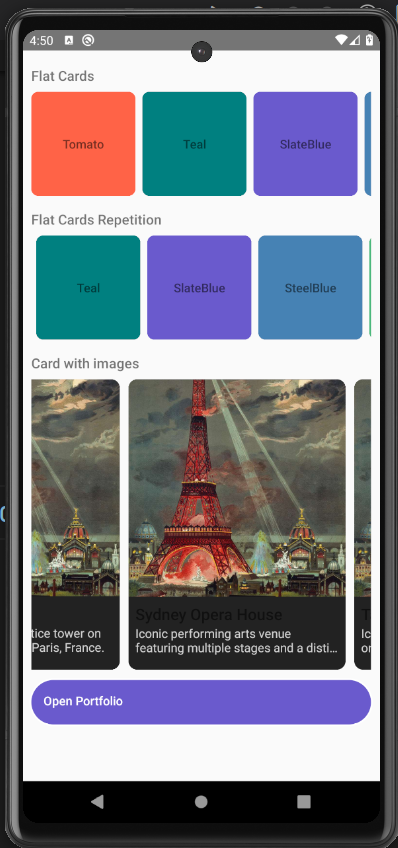 4:50
Flat Cards
Tomato
Teal
SlateBlue
Flat Cards Repetition
Teal
SlateBlue
SteelBlue
Card with images
tice tower on
Paris, France.
Sydney Opera House
Iconic performing arts venue
featuring multiple stages and a disti...
T
Ic
or
Open Portfolio